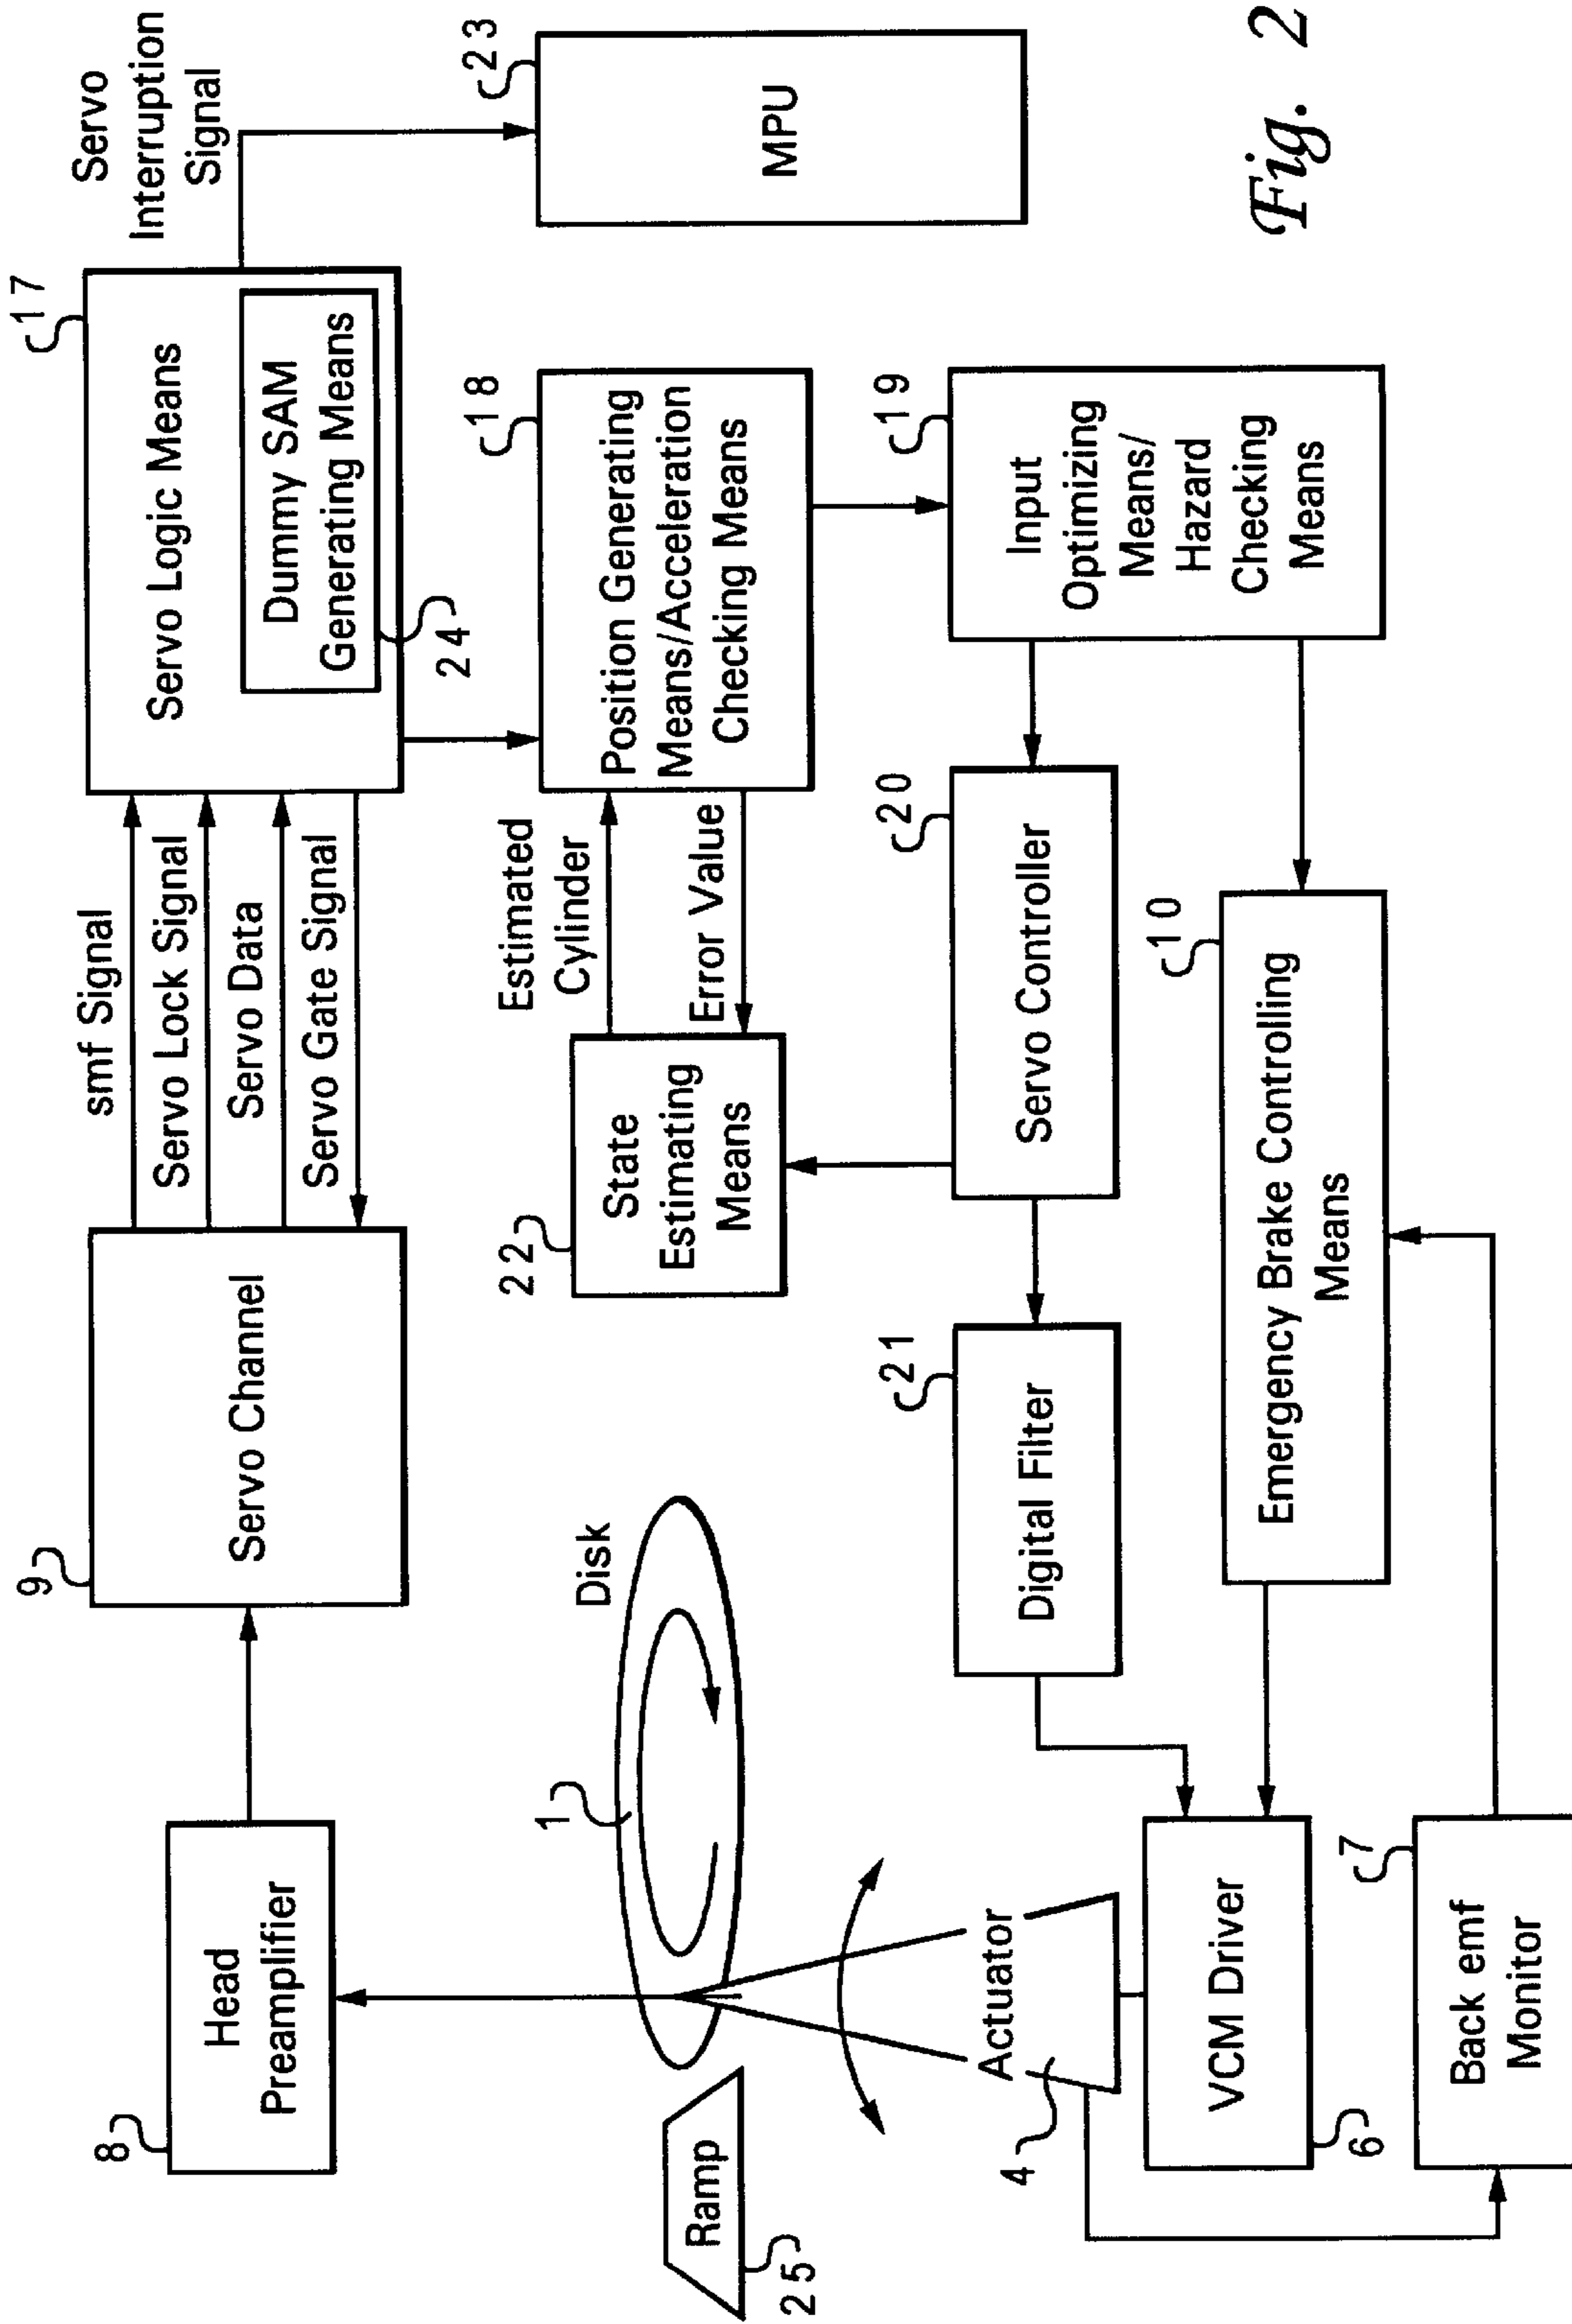 8
Head
Preamplifier
9
Servo Channel
smf Signal
Servo Lock Signal
Servo Data
Servo Gate Signal
17
Servo Logic Means
Dummy SAM
Generating Means
24
Servo
Interruption
Signal
23
MPU
25
Ramp
1
Disk
22
State
Estimating
Means
Estimated
Cylinder
Error Value
18
Position Generating
Means/Acceleration
Checking Means
4
Actuator
21
Digital Filter
20
Servo Controller
19
Input
Optimizing
Means/
Hazard
Checking
Means
6
VCM Driver
10
Emergency Brake Controlling
Means
7
Back emf
Monitor
Fig. 2